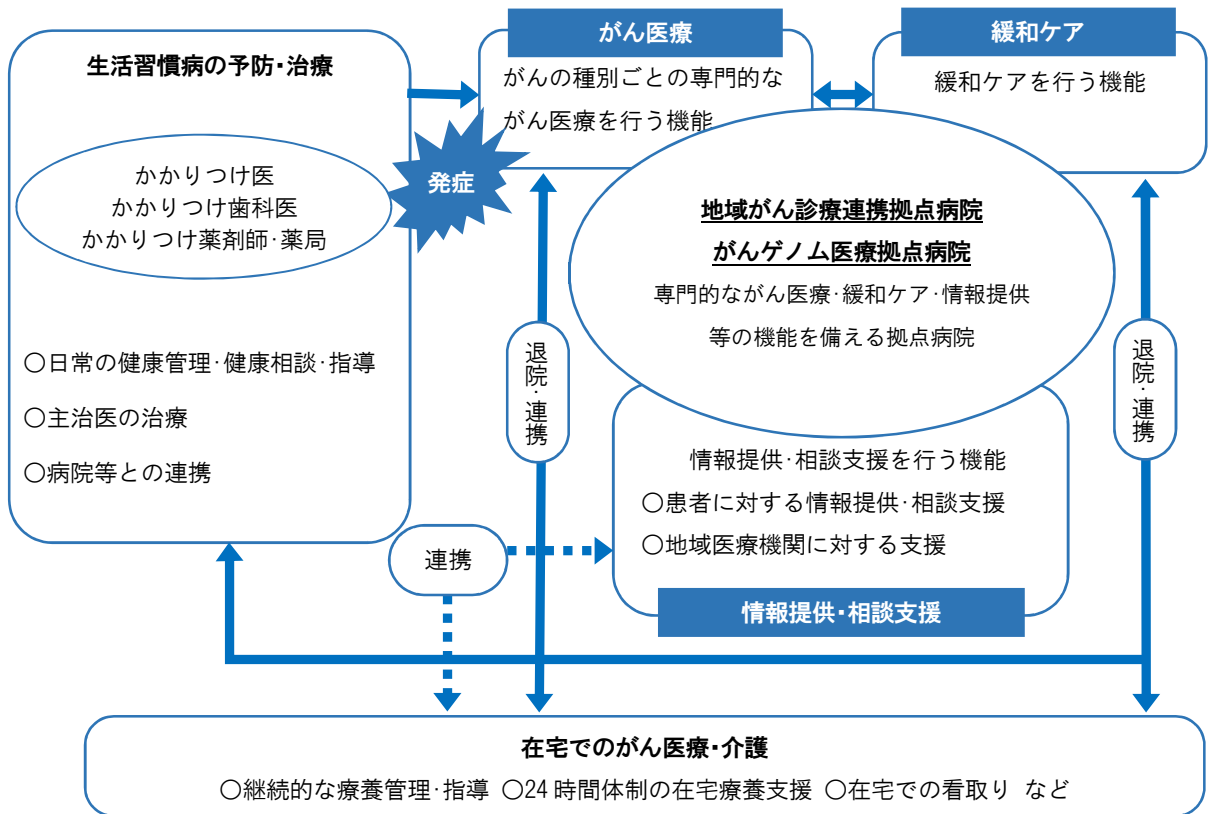 生活習慣病の予防・治療
かかりつけ医
かかりつけ歯科医
かかりつけ薬剤師・薬局
〇日常の健康管理・健康相談・指導
〇主治医の治療
〇病院等との連携
発症
がん医療
がんの種別ごとの専門的な
がん医療を行う機能
緩和ケア
緩和ケアを行う機能
地域がん診療連携拠点病院
がんゲノム医療拠点病院
専門的ながん医療・緩和ケア・情報提供
等の機能を備える拠点病院
退院・連携
退院・連携
情報提供・相談支援を行う機能
〇患者に対する情報提供・相談支援
〇地域医療機関に対する支援
情報提供・相談支援
連携
在宅でのがん医療・介護
〇継続的な療養管理・指導 〇24時間体制の在宅療養支援 〇在宅での看取り など